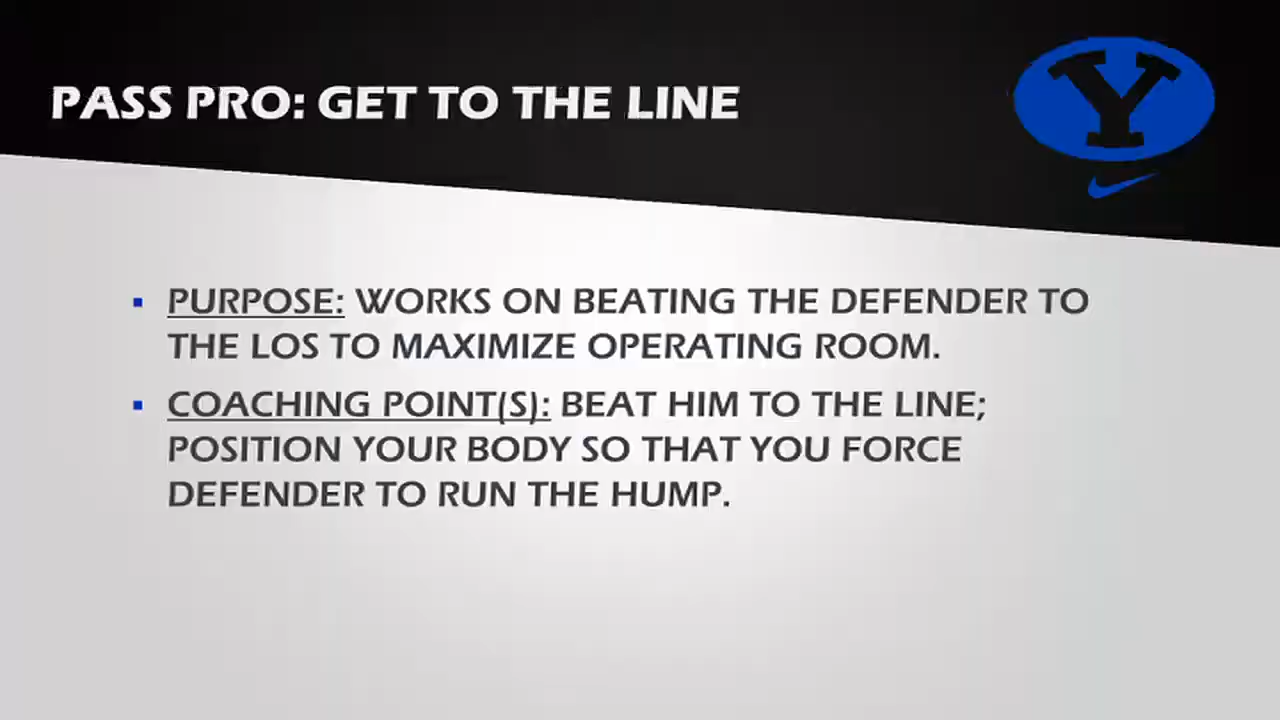 PASS PRO: GET TO THE LINE
Y
▪ PURPOSE: WORKS ON BEATING THE DEFENDER TO
THE LOS TO MAXIMIZE OPERATING ROOM.
▪ COACHING POINT(S): BEAT HIM TO THE LINE;
POSITION YOUR BODY SO THAT YOU FORCE
DEFENDER TO RUN THE HUMP.